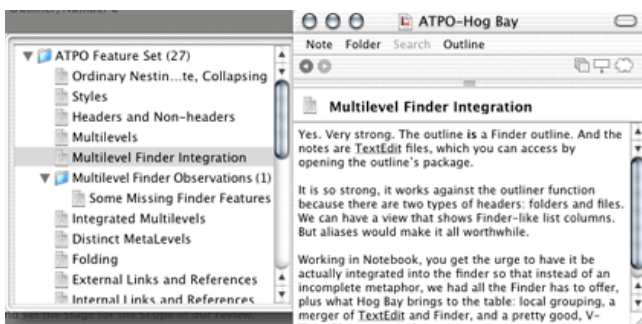 ATPO Feature Set (27)
Ordinary Nestin...te, Collapsing
Styles
Headers and Non-headers
Multilevels
Multilevel Finder Integration
Multilevel Finder Observations (1)
Some Missing Finder Features
Integrated Multilevels
Distinct MetaLevels
Folding
External Links and References
Internal Links and References
ATPO-Hog Bay
Note Folder Search Outline
Multilevel Finder Integration
Yes. Very strong. The outline is a Finder outline. And the
notes are TextEdit files, which you can access by
opening the outline's package.
It is so strong, it works against the outliner function
because there are two types of headers: folders and files.
We can have a view that shows Finder-like list columns.
But aliases would make it all worthwhile.
Working in Notebook, you get the urge to have it be
actually integrated into the finder so that instead of an
incomplete metaphor, we had all the Finder has to offer,
plus what Hog Bay brings to the table: local grouping, a
merger of TextEdit and Finder, and a pretty good, V-